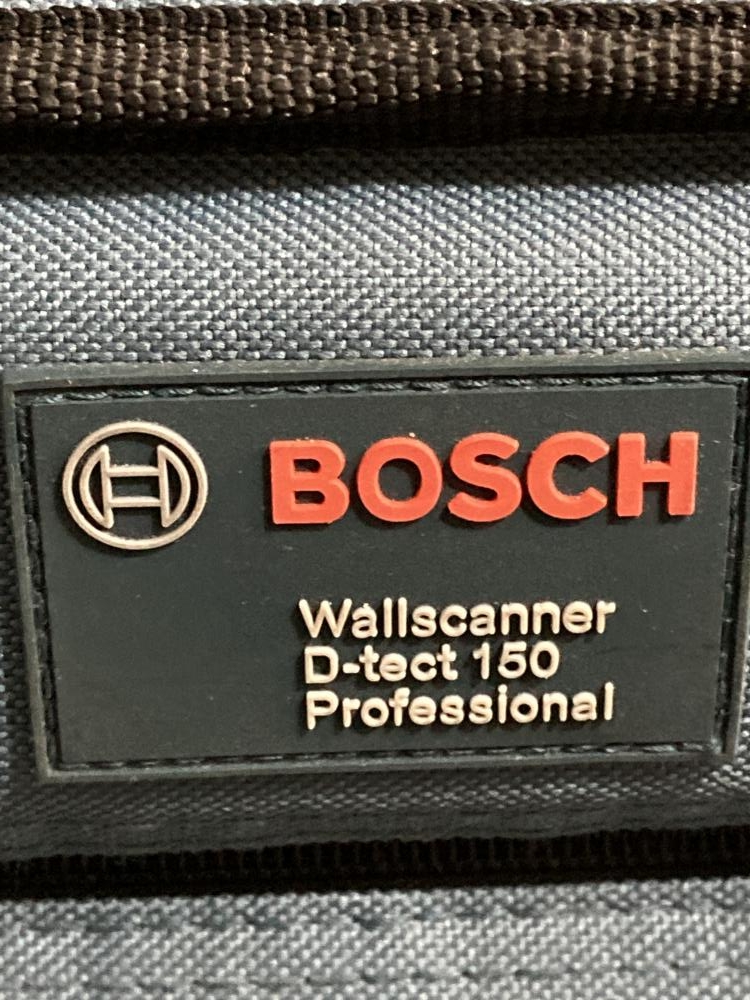 BOSCH
Wallscanner
D-tect 150
Professional